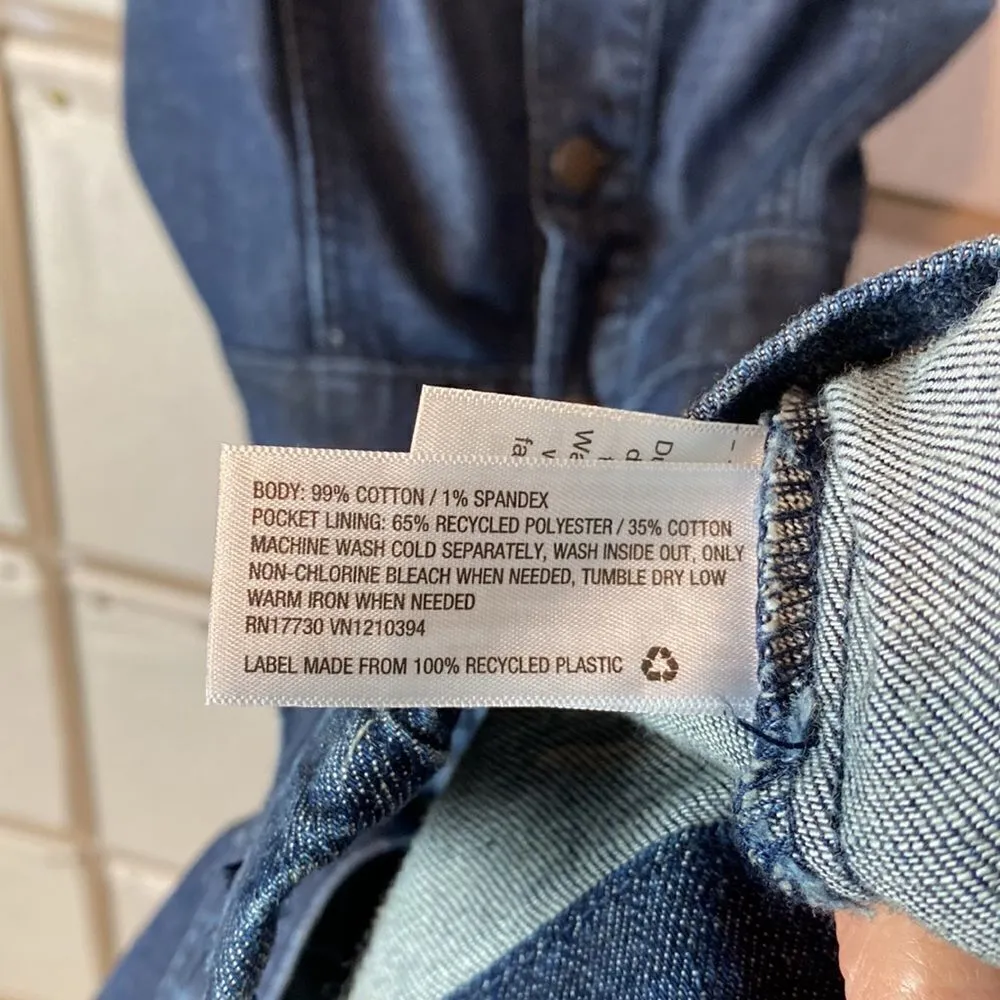 BODY: 99% COTTON / 1% SPANDEX
POCKET LINING: 65% RECYCLED POLYESTER / 35% COTTON
MACHINE WASH COLD SEPARATELY, WASH INSIDE OUT, ONLY
NON-CHLORINE BLEACH WHEN NEEDED, TUMBLE DRY LOW
WARM IRON WHEN NEEDED
RN17730 VN1210394
LABEL MADE FROM 100% RECYCLED PLASTIC